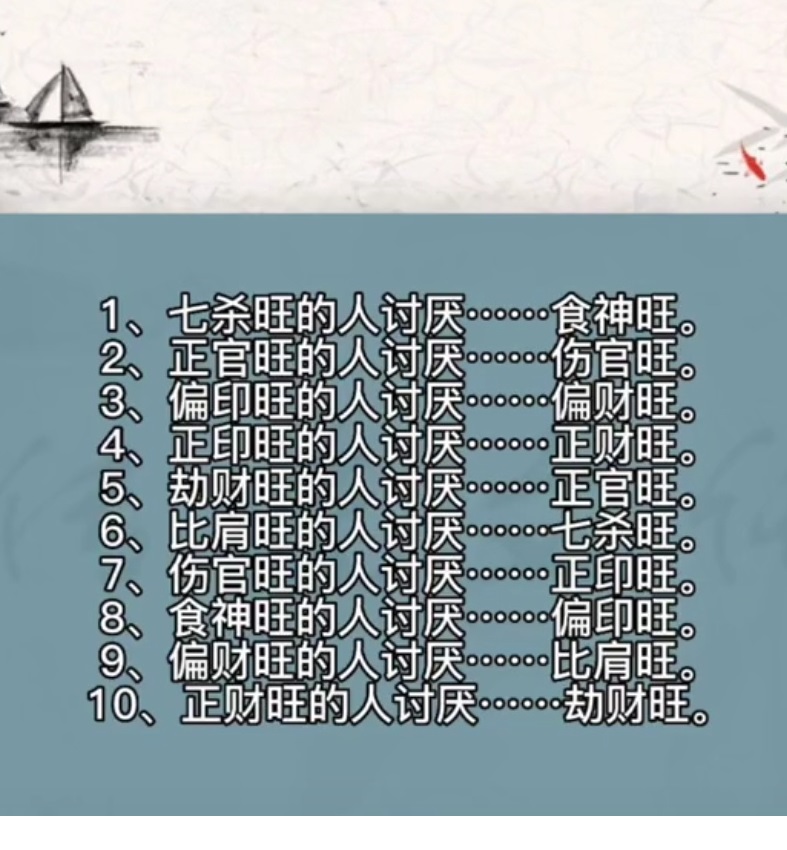 1、七杀旺的人讨厌……食神旺。
2、正官旺的人讨厌……伤官旺。
3、偏印旺的人讨厌……偏财旺。
4、正印旺的人讨厌……正财旺。
5、劫财旺的人讨厌……正官旺。
6、比肩旺的人讨厌……七杀旺。
7、伤官旺的人讨厌……正印旺。
8、食神旺的人讨厌……偏印旺。
9、偏财旺的人讨厌……比肩旺。
10、正财旺的人讨厌……劫财旺。